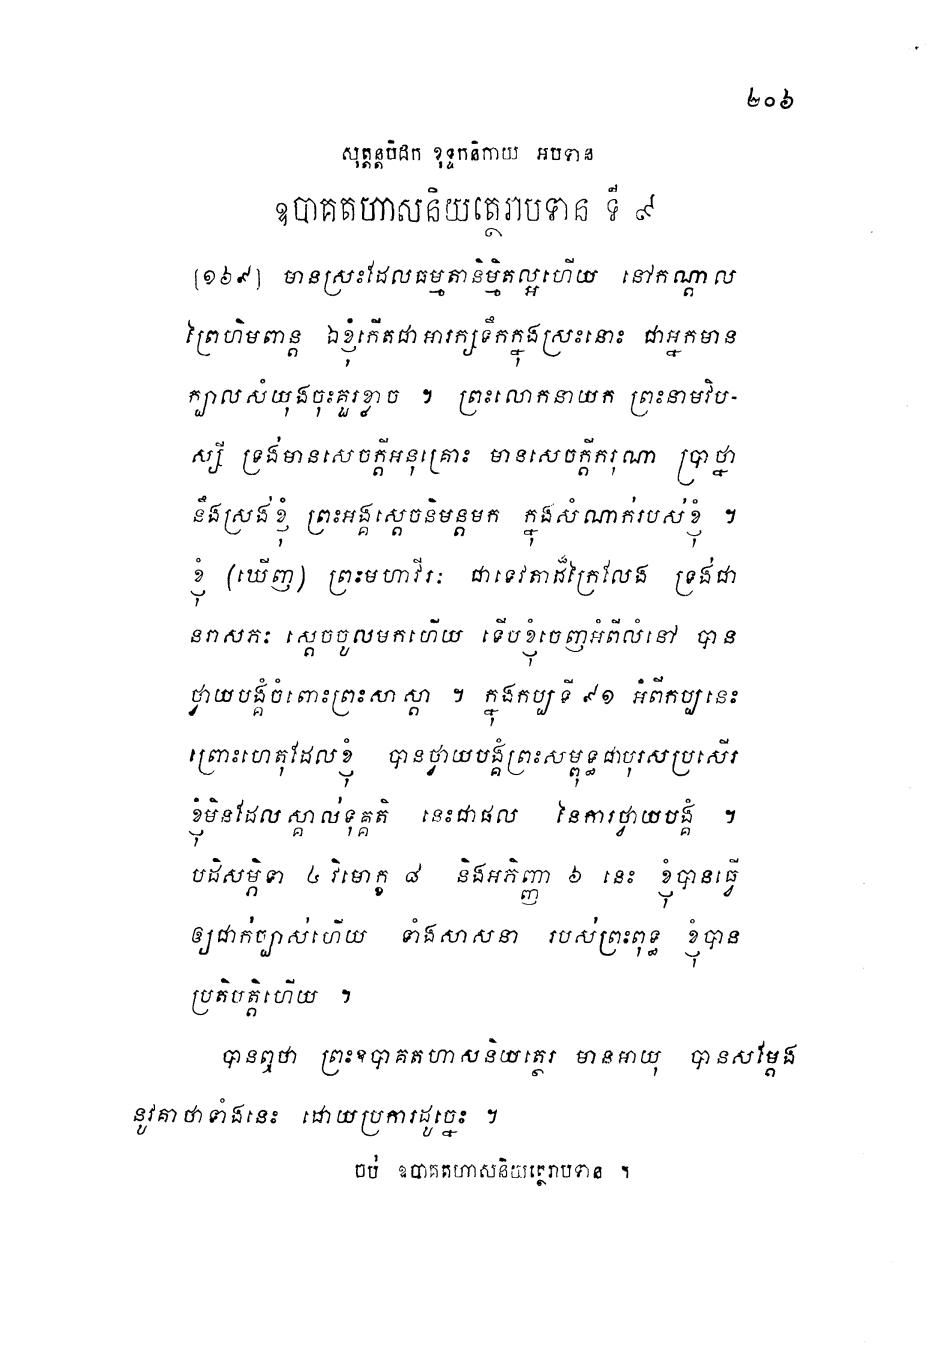 ២០៦
សុត្តន្តបិដក ខុទ្ទកនិកាយ អបទាន
ឧបាគតហាសនិយត្ថេរាបទាន ទី ៩
[១៦៩] មានស្រះដែលធម្មតានិម្មិតល្អហើយ នៅកណ្តាល
ព្រៃហិមពាន្ត ឯខ្ញុំកើតជាអារក្សទឹកក្នុងស្រះនោះ ជាអ្នកមាន
ក្បាលសំយុងចុះគួរខ្លាច ។ ព្រះលោកនាយក ព្រះនាមវិប-
ស្សី ទ្រង់មានសេចក្តីអនុគ្រោះ មានសេចក្តីករុណា ប្រាថ្នា
នឹងស្រង់ខ្ញុំ ព្រះអង្គស្តេចនិមន្តមក ក្នុងសំណាក់របស់ខ្ញុំ ។
ខ្ញុំ (ឃើញ) ព្រះមហាវីរៈ ជាទេវតាដ៏ក្រៃលែង ទ្រង់ជា
នរាសភៈ ស្តេចចូលមកហើយ ទើបខ្ញុំចេញអំពីលំនៅ បាន
ថ្វាយបង្គំចំពោះព្រះសាស្តា ។ ក្នុងកប្បទី ៩១ អំពីកប្បនេះ
ព្រោះហេតុដែលខ្ញុំ បានថ្វាយបង្គំព្រះសម្ពុទ្ធជាបុរសប្រសើរ
ខ្ញុំមិនដែលស្គាល់ទុគ្គតិ នេះជាផល នៃការថ្វាយបង្គំ ។
បដិសម្ភិទា ៤ វិមោក្ខ ៨ និងអភិញ្ញា ៦ នេះ ខ្ញុំបានធ្វើ
ឲ្យជាក់ច្បាស់ហើយ ទាំងសាសនា របស់ព្រះពុទ្ធ ខ្ញុំបាន
ប្រតិបត្តិហើយ ។
បានឮថា ព្រះឧបាគតហាសនិយត្ថេរ មានអាយុ បានសម្តែង
នូវគាថាទាំងនេះ ដោយប្រការដូច្នេះ ។
ចប់ ឧបាគតហាសនិយត្ថេរាបទាន ។